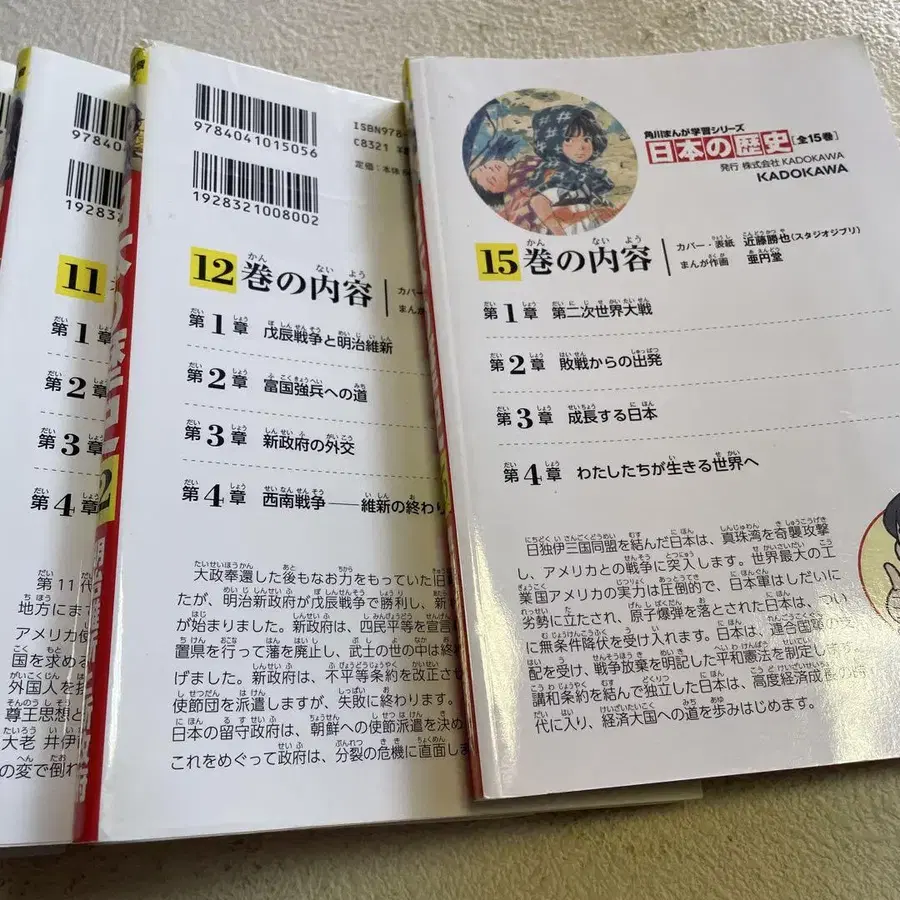 11
第1章
第2章
第3章
第4章
第11代
地方にま
アメリカ使
国を求める
外国人を
尊王思想と
大老 井伊
の変で倒れ
9784041015056
1928321008002
ISBN978-4
C8321
定価:本体
12巻の内容
カバー・
まんが
第1章 戊辰戦争と明治維新
第2章 富国強兵への道
第3章 新政府の外交
第4章 西南戦争――維新の終わり
大政奉還した後もなお力をもっていた旧
たが、明治新政府が戊辰戦争で勝利し、新し
が始まりました。新政府は、四民平等を宣言
置県を行って藩を廃止し、武士の世の中は終
げました。新政府は、不平等条約を改正させ
使節団を派遣しますが、失敗に終わります。
日本の留守政府は、朝鮮への使節派遣を決め
これをめぐって政府は、分裂の危機に直面しま
角川まんが学習シリーズ
日本の歴史[全15巻]
発行 株式会社KADOKAWA
KADOKAWA
15巻の内容
カバー・表紙 近藤勝也(スタジオジブリ)
まんが作画 亜円堂
第1章 第二次世界大戦
第2章 敗戦からの出発
第3章 成長する日本
第4章 わたしたちが生きる世界へ
日独伊三国同盟を結んだ日本は、真珠湾を奇襲攻撃
し、アメリカとの戦争に突入します。世界最大の工
業国アメリカの実力は圧倒的で、日本軍はしだいに
劣勢に立たされ、原子爆弾を落とされた日本は、つい
に無条件降伏を受け入れます。日本は、連合国軍の支
配を受け、戦争放棄を明記した平和憲法を制定します。
講和条約を結んで独立した日本は、高度経済成長の時
代に入り、経済大国への道を歩みはじめます。